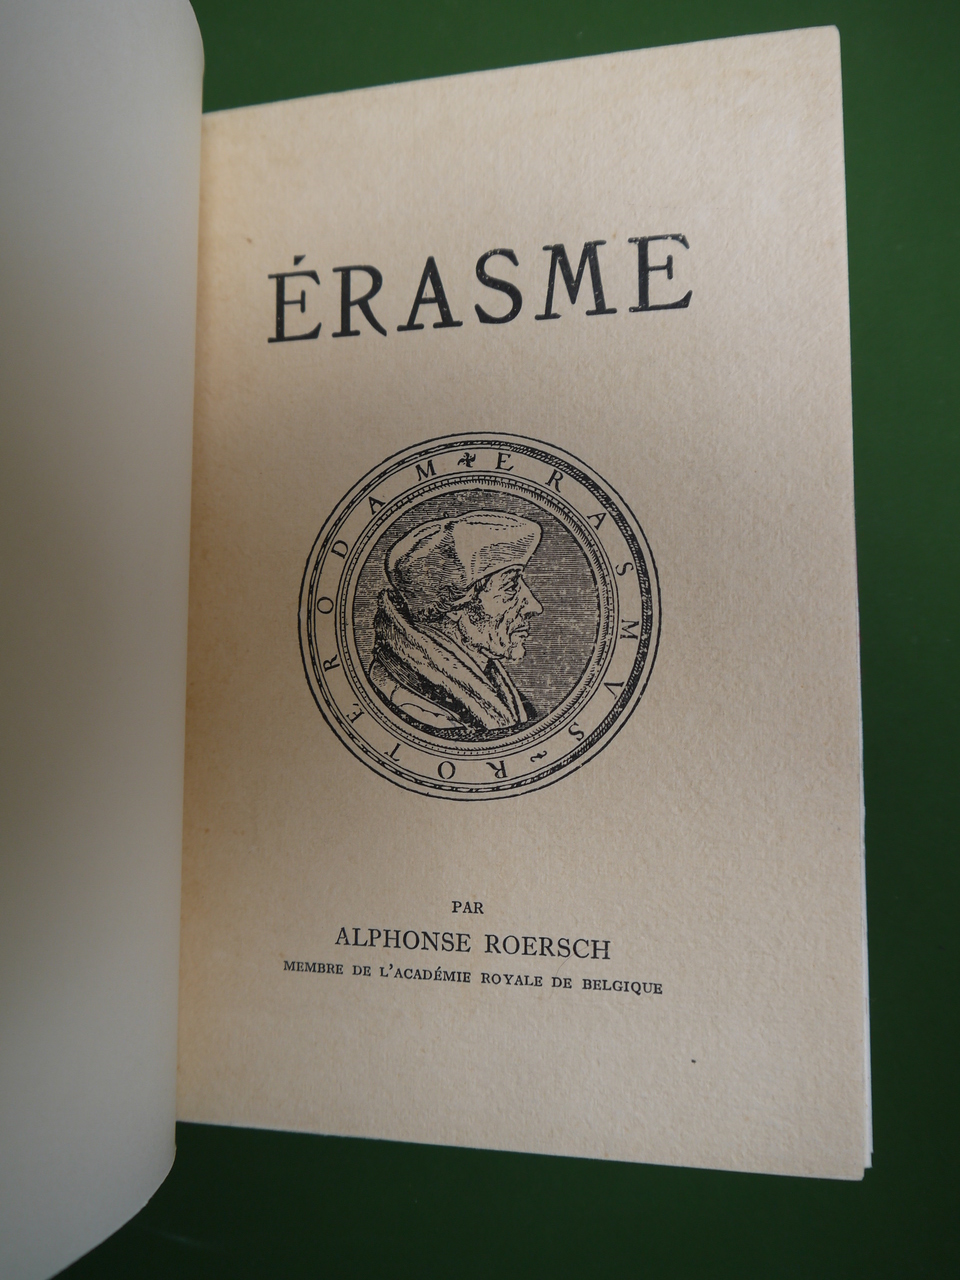 ÉRASME
ERASMVS ROTERODAM
PAR
ALPHONSE ROERSCH
MEMBRE DE L'ACADÉMIE ROYALE DE BELGIQUE